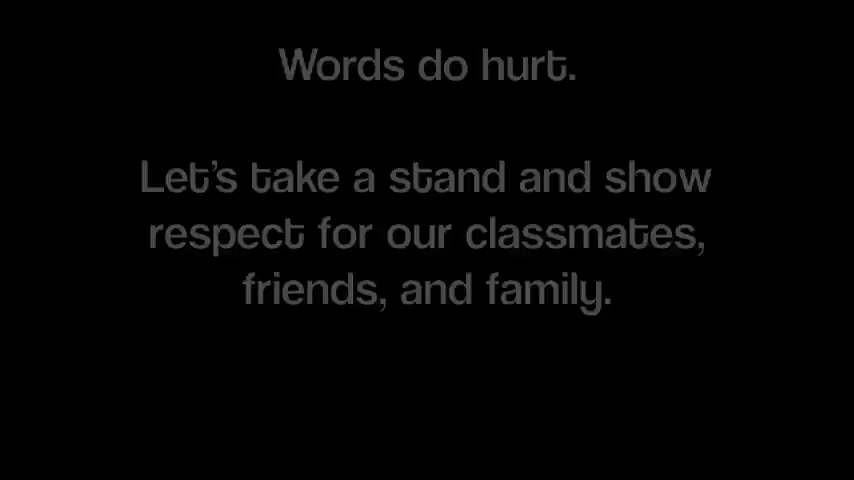 Words do hurt.
Let’s take a stand and show
respect for our classmates,
friends, and family.